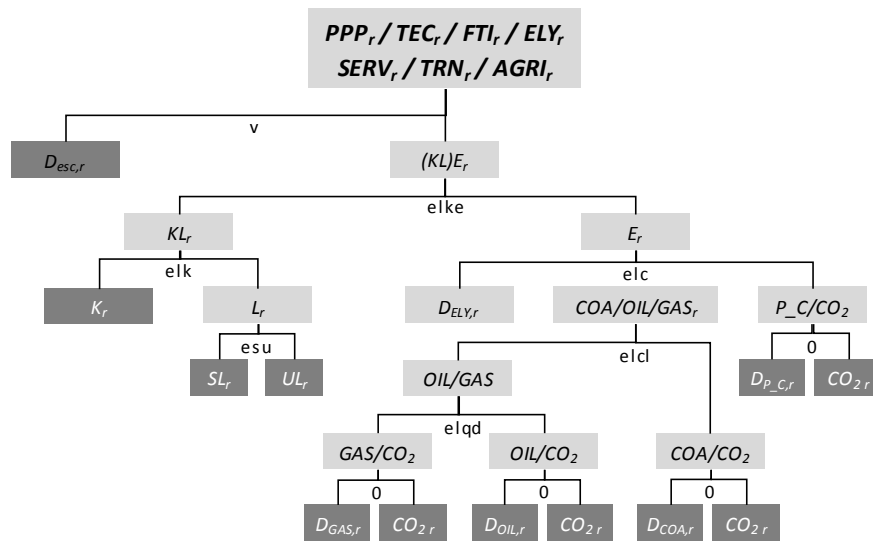 PPPr / TECr / FTIr / ELYr
SERVr / TRNr / AGRIr
v
Desc,r
(KL)Er
elke
KLr
Er
elk
elc
Kr
Lr
DELY,r
COA/OIL/GASr
P_C/CO2
esu
elcl
0
SLr
ULr
OIL/GAS
DP_C,r
CO2 r
elqd
GAS/CO2
OIL/CO2
COA/CO2
0
0
0
DGAS,r
CO2 r
DOIL,r
CO2 r
DCOA,r
CO2 r